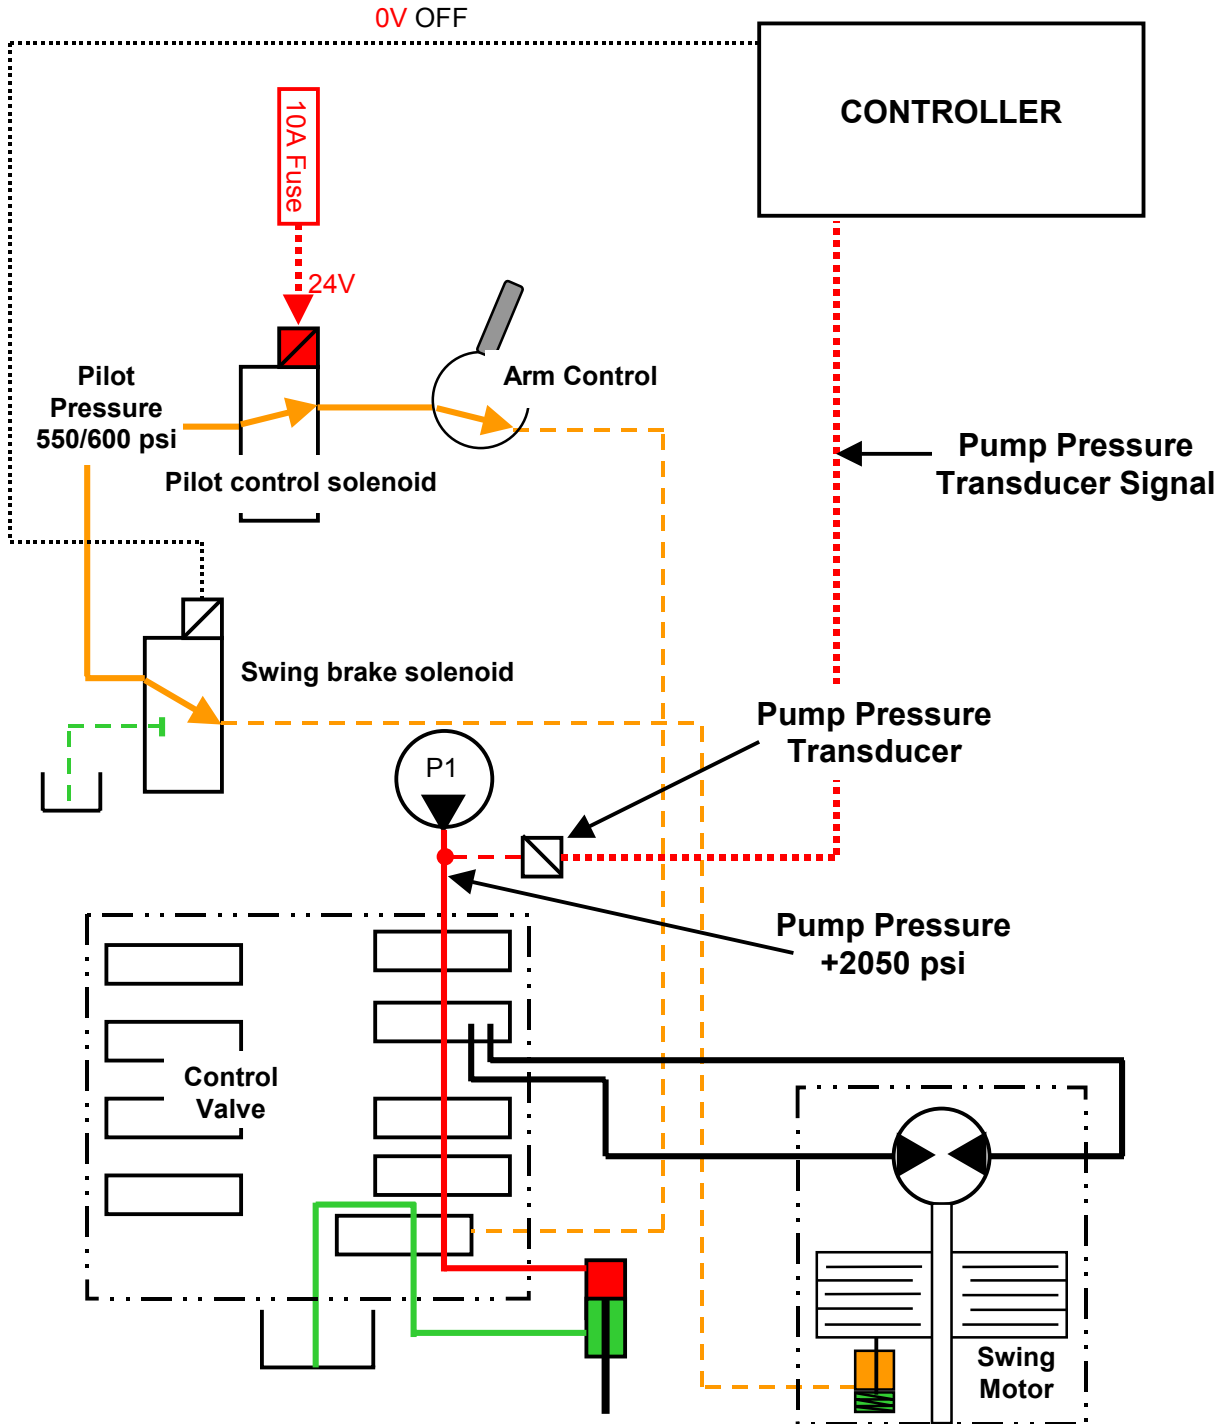 0V OFF
CONTROLLER
10A Fuse
24V
Pilot
Pressure
550/600 psi
Arm Control
Pilot control solenoid
Pump Pressure
Transducer Signal
Swing brake solenoid
Pump Pressure
Transducer
P1
Pump Pressure
+2050 psi
Control
Valve
Swing
Motor